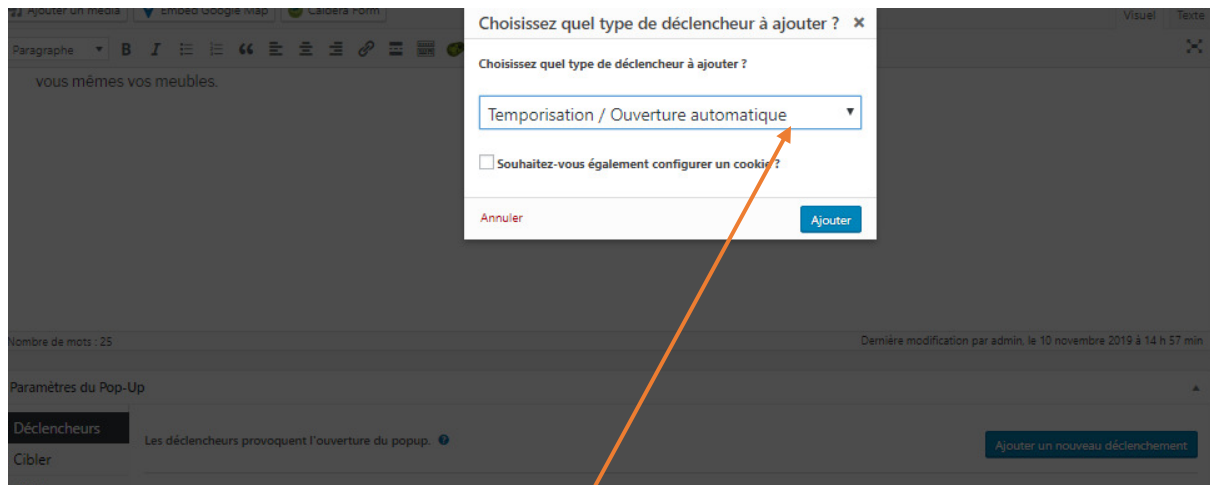 Ajouter un média Embed Google Map Caldera Form
Choisissez quel type de déclencheur à ajouter ? ×
Visuel Texte
Paragraphe B I
Choisissez quel type de déclencheur à ajouter ?
vous mêmes vos meubles.
Temporisation / Ouverture automatique
Souhaitez-vous également configurer un cookie ?
Annuler Ajouter
Nombre de mots : 25 Dernière modification par admin, le 10 novembre 2019 à 14 h 57 min
Paramètres du Pop-Up
Déclencheurs
Les déclencheurs provoquent l'ouverture du popup. ?
Ajouter un nouveau déclenchement
Cibler